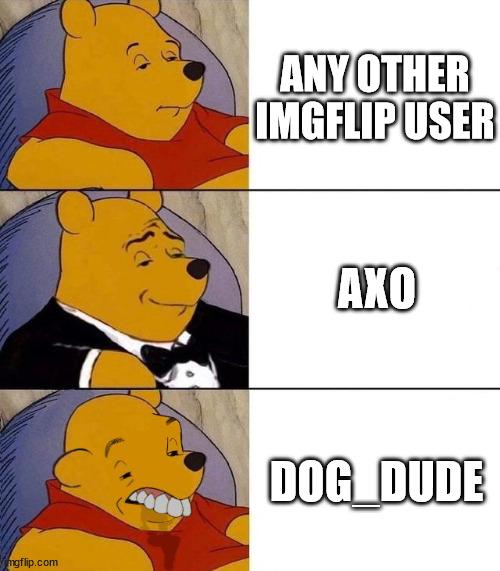 ANY OTHER
IMGFLIP USER
AXO
DOG_DUDE
imgflip.com